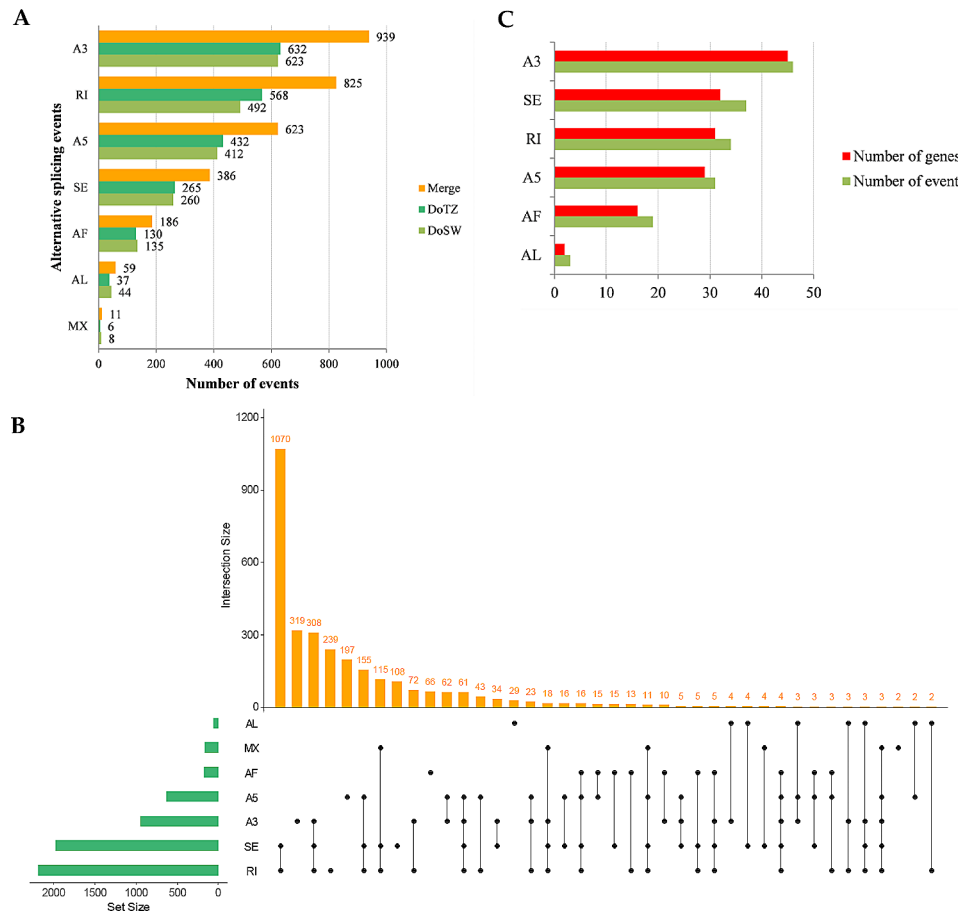 A
A3
939
632
623
RI
825
568
492
A5
623
432
412
SE
386
265
260
AF
186
130
135
AL
59
37
44
MX
11
6
8
0 200 400 600 800 1000
Number of events
Alternative splicing events
Merge
DoTZ
DoSW
C
A3
SE
RI
A5
AF
AL
0 10 20 30 40 50
Number of genes
Number of event
B
1200
900
600
300
0
Intersection Size
1070 319 308 239 197 155 115 108 72 66 62 61 43 34 29 23 18 16 16 15 15 13 11 10 5 5 5 4 4 4 4 3 3 3 3 3 3 2 2 2
AL
MX
AF
A5
A3
SE
RI
2000 1500 1000 500 0
Set Size